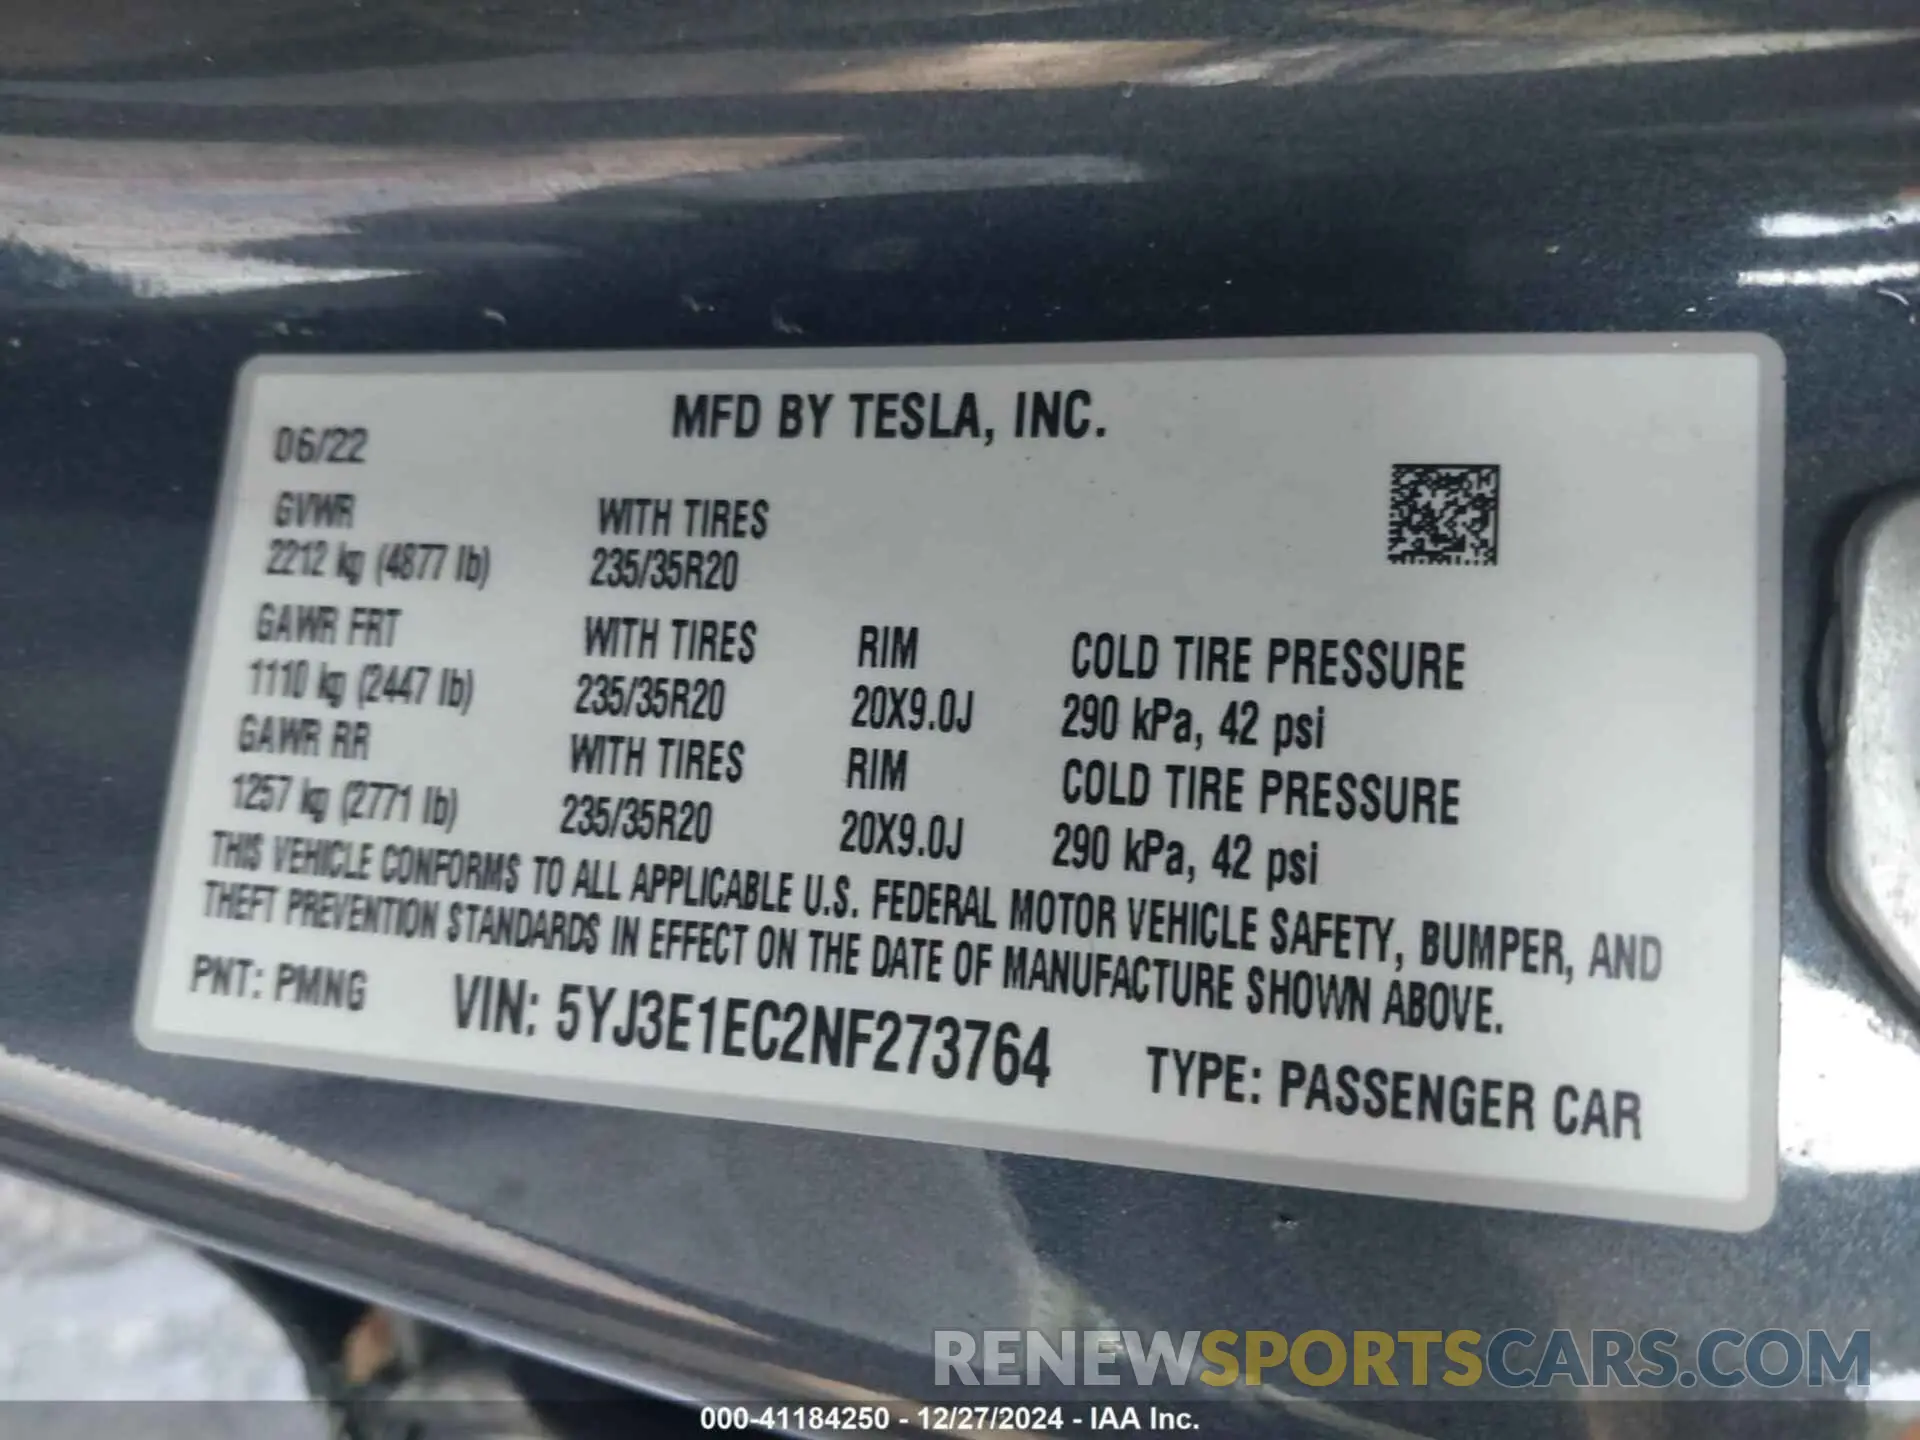 MFD BY TESLA, INC.
06/22
GVWR WITH TIRES
2212 kg (4877 lb) 235/35R20
GAWR FRT WITH TIRES RIM COLD TIRE PRESSURE
1110 kg (2447 lb) 235/35R20 20X9.0J 290 kPa, 42 psi
GAWR RR WITH TIRES RIM COLD TIRE PRESSURE
1257 kg (2771 lb) 235/35R20 20X9.0J 290 kPa, 42 psi
THIS VEHICLE CONFORMS TO ALL APPLICABLE U.S. FEDERAL MOTOR VEHICLE SAFETY, BUMPER, AND
THEFT PREVENTION STANDARDS IN EFFECT ON THE DATE OF MANUFACTURE SHOWN ABOVE.
PNT: PMNG VIN: 5YJ3E1EC2NF273764 TYPE: PASSENGER CAR
RENEWSPORTSCARS.COM
000-41184250 - 12/27/2024 - IAA Inc.